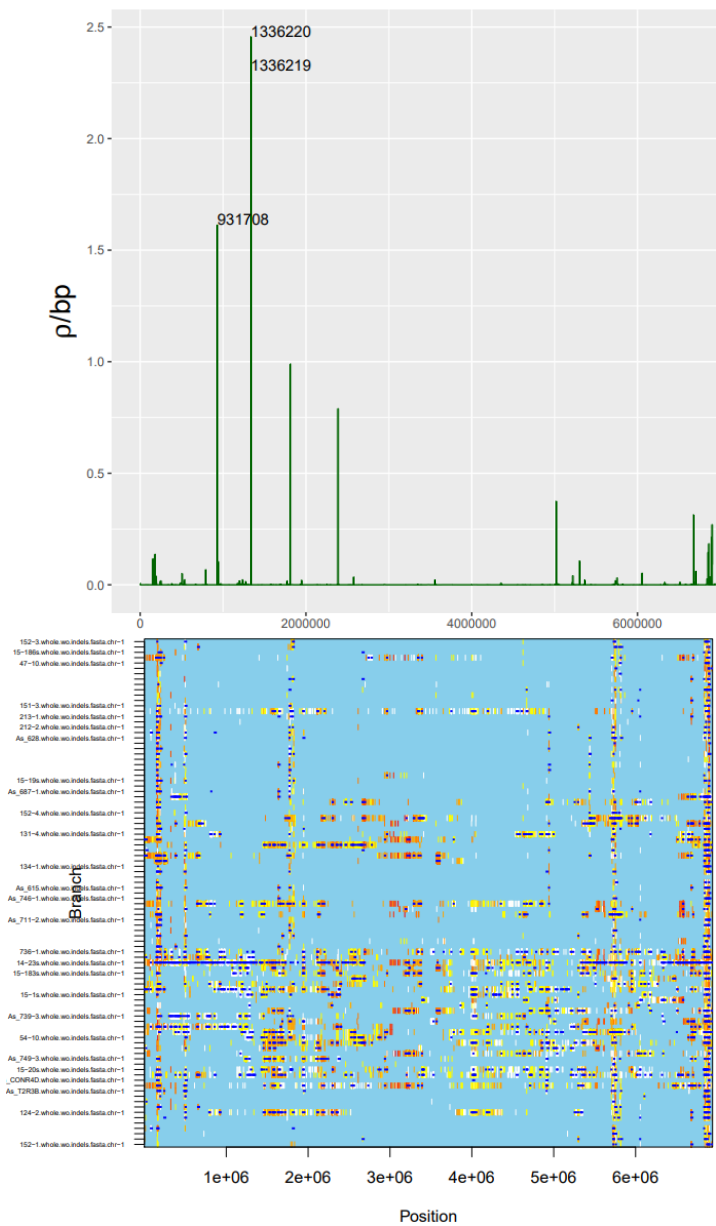 2.5
1336220
1336219
2.0
931708
1.5
ρ/bp
1.0
0.5
0.0
0 2000000 4000000 6000000
152-3.whole.wo.indels.fasta.chr-1
15-186s.whole.wo.indels.fasta.chr-1
47-10.whole.wo.indels.fasta.chr-1
151-3.whole.wo.indels.fasta.chr-1
213-1.whole.wo.indels.fasta.chr-1
212-2.whole.wo.indels.fasta.chr-1
As_628.whole.wo.indels.fasta.chr-1
15-19s.whole.wo.indels.fasta.chr-1
As_687-1.whole.wo.indels.fasta.chr-1
152-4.whole.wo.indels.fasta.chr-1
131-4.whole.wo.indels.fasta.chr-1
134-1.whole.wo.indels.fasta.chr-1
As_615.whole.wo.indels.fasta.chr-1
As_746-1.whole.wo.indels.fasta.chr-1
Branch
As_711-2.whole.wo.indels.fasta.chr-1
736-1.whole.wo.indels.fasta.chr-1
14-23s.whole.wo.indels.fasta.chr-1
15-183s.whole.wo.indels.fasta.chr-1
15-1s.whole.wo.indels.fasta.chr-1
As_739-3.whole.wo.indels.fasta.chr-1
54-10.whole.wo.indels.fasta.chr-1
As_749-3.whole.wo.indels.fasta.chr-1
15-20s.whole.wo.indels.fasta.chr-1
_CONR4D.whole.wo.indels.fasta.chr-1
As_T2R3B.whole.wo.indels.fasta.chr-1
124-2.whole.wo.indels.fasta.chr-1
152-1.whole.wo.indels.fasta.chr-1
1e+06 2e+06 3e+06 4e+06 5e+06 6e+06
Position